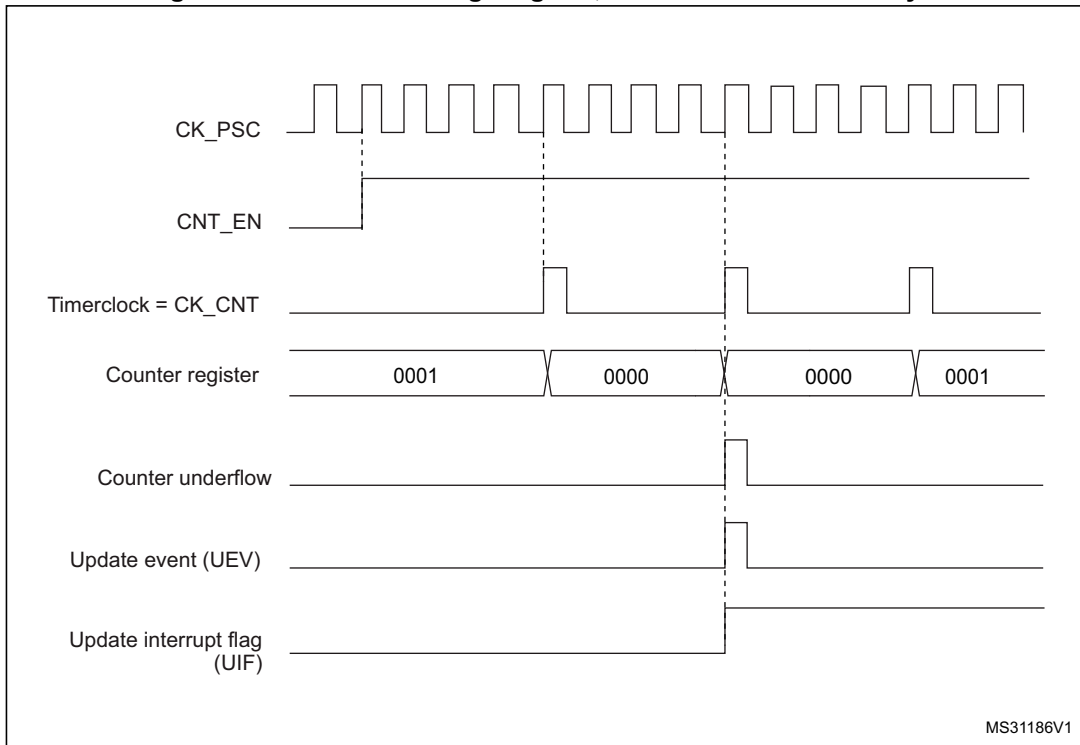 CK_PSC
CNT_EN
Timerclock = CK_CNT
Counter register 0001 0000 0000 0001
Counter underflow
Update event (UEV)
Update interrupt flag
(UIF)
MS31186V1